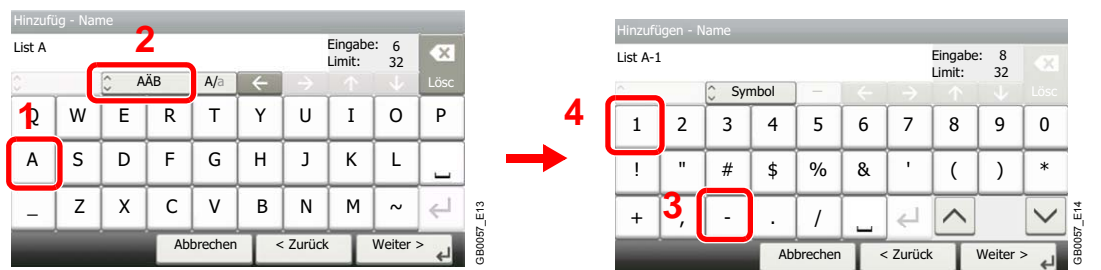 Hinzufüg - Name
2
List A
Eingabe: 6
Limit: 32
AÄB A/a ← → ↑ ↓ Lösc
1
Q W E R T Y U I O P
A S D F G H J K L ␣
_ Z X C V B N M ~ ↵
Abbrechen < Zurück Weiter > ↵
GB0057_E13
Hinzufügen - Name
List A-1
Eingabe: 8
Limit: 32
Symbol – ← → ↑ ↓ Lösc
4
1 2 3 4 5 6 7 8 9 0
! " # $ % & ' ( ) *
3
+ , - . / ␣ ↵
Abbrechen < Zurück Weiter > ↵
GB0057_E14